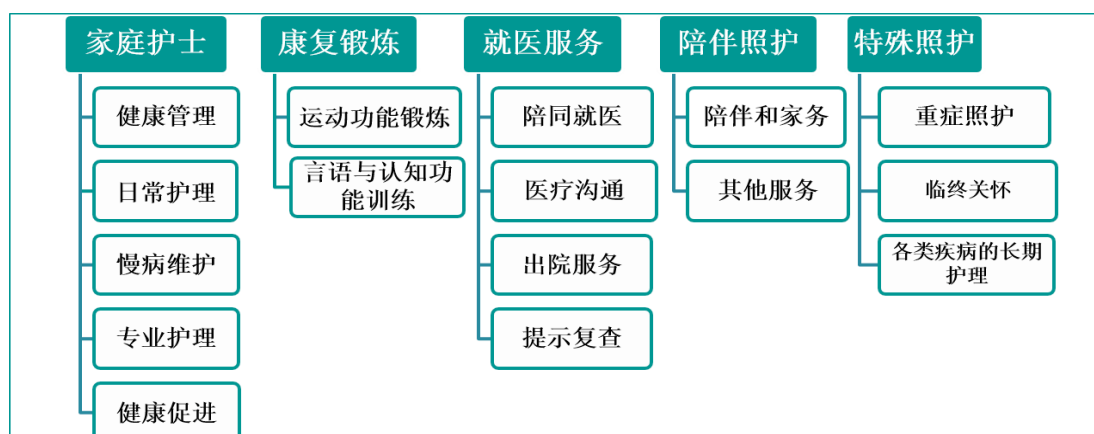 家庭护士
健康管理
日常护理
慢病维护
专业护理
健康促进
康复锻炼
运动功能锻炼
言语与认知功
能训练
就医服务
陪同就医
医疗沟通
出院服务
提示复查
陪伴照护
陪伴和家务
其他服务
特殊照护
重症照护
临终关怀
各类疾病的长期
护理